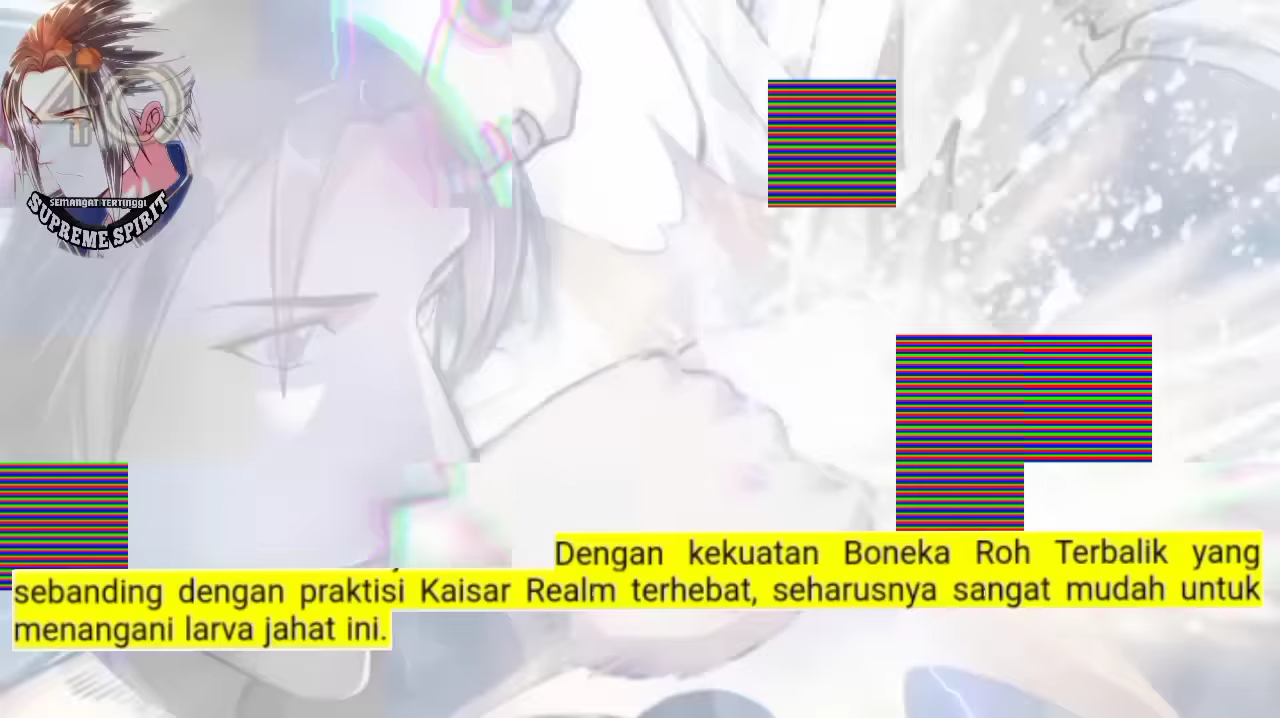 SEMANGAT TERTINGGI
SUPREME SPIRIT
Dengan kekuatan Boneka Roh Terbalik yang
sebanding dengan praktisi Kaisar Realm terhebat, seharusnya sangat mudah untuk
menangani larva jahat ini.